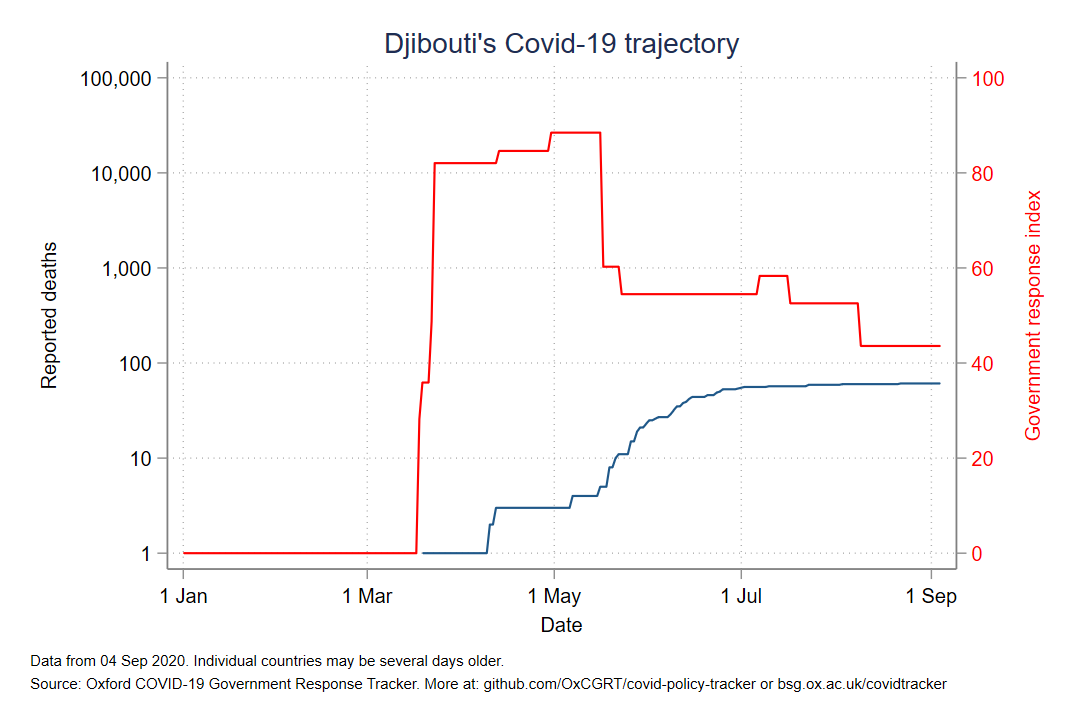 Djibouti's Covid-19 trajectory
100,000
10,000
1,000
100
10
1
Reported deaths
100
80
60
40
20
0
Government response index
1 Jan
1 Mar
1 May
1 Jul
1 Sep
Date
Data from 04 Sep 2020. Individual countries may be several days older.
Source: Oxford COVID-19 Government Response Tracker. More at: github.com/OxCGRT/covid-policy-tracker or bsg.ox.ac.uk/covidtracker